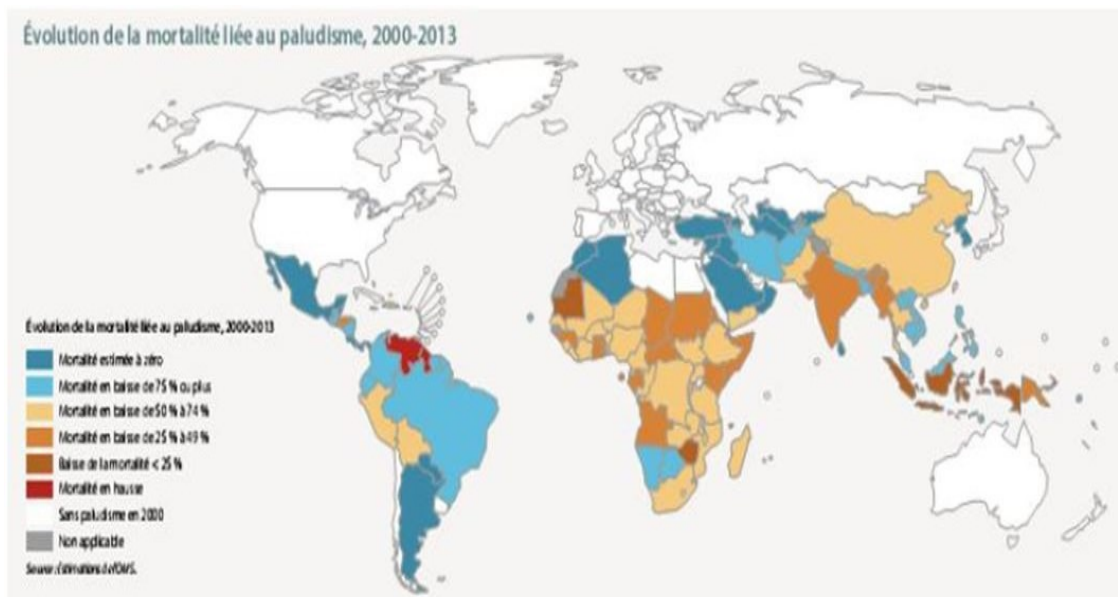 Évolution de la mortalité liée au paludisme, 2000-2013
Évolution de la mortalité liée au paludisme, 2000-2013
Mortalité estimée à zéro
Mortalité en baisse de 75 % ou plus
Mortalité en baisse de 50 % à 74 %
Mortalité en baisse de 25 % à 49 %
Baisse de la mortalité < 25 %
Mortalité en hausse
Sans paludisme en 2000
Non applicable
Source : Estimations de l'OMS.